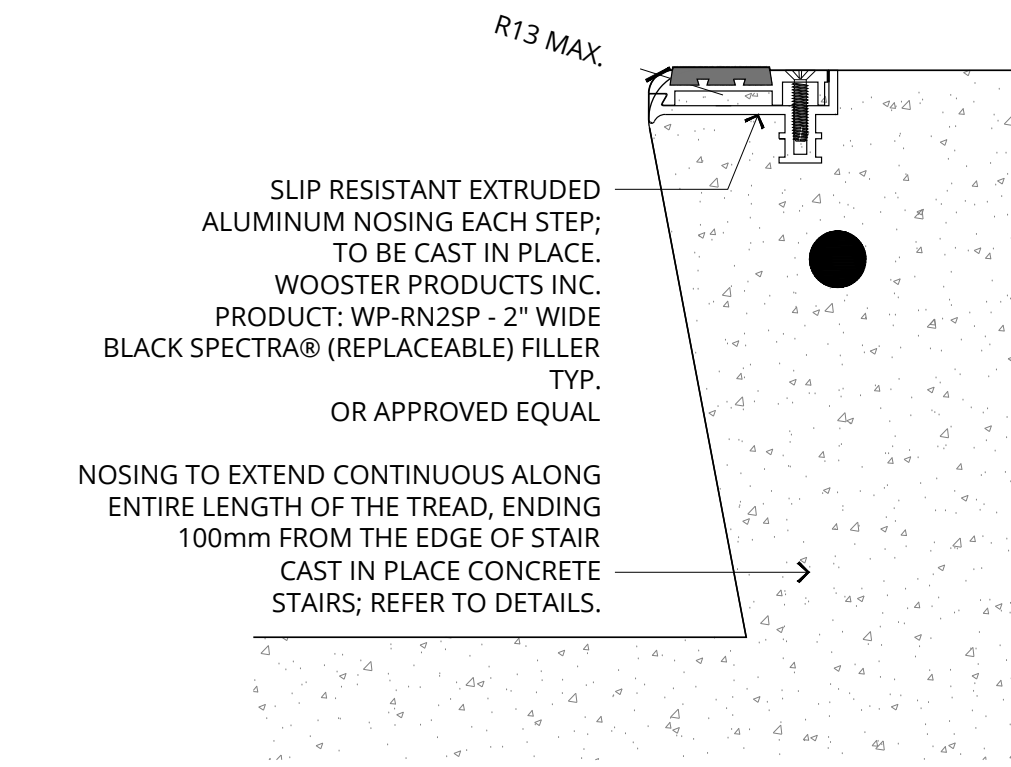 R13 MAX.
SLIP RESISTANT EXTRUDED
ALUMINUM NOSING EACH STEP;
TO BE CAST IN PLACE.
WOOSTER PRODUCTS INC.
PRODUCT: WP-RN2SP - 2" WIDE
BLACK SPECTRA® (REPLACEABLE) FILLER
TYP.
OR APPROVED EQUAL
NOSING TO EXTEND CONTINUOUS ALONG
ENTIRE LENGTH OF THE TREAD, ENDING
100mm FROM THE EDGE OF STAIR
CAST IN PLACE CONCRETE
STAIRS; REFER TO DETAILS.